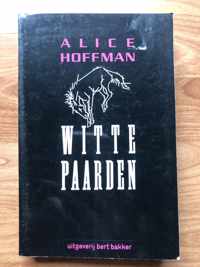 ALICE
HOFFMAN
WITTE
PAARDEN
uitgeverij bert bakker